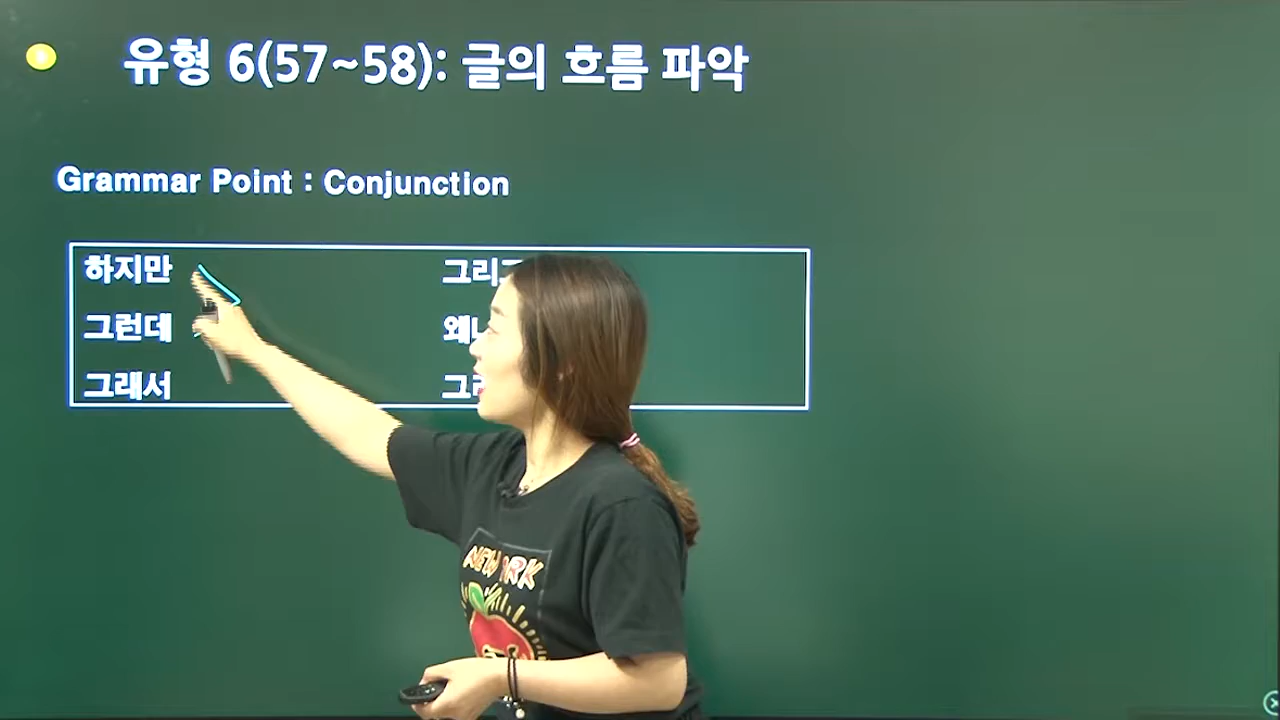 유형 6(57~58): 글의 흐름 파악
Grammar Point : Conjunction
하지만
그런데
그래서
NEW